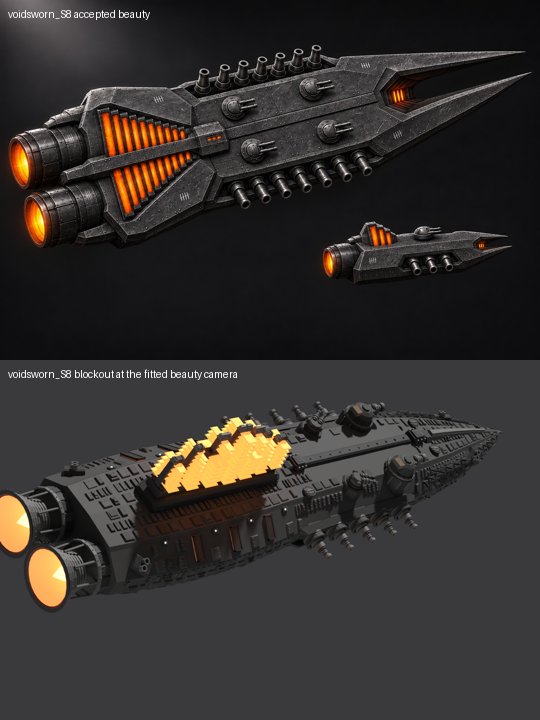 voidsworn_S8 accepted beauty
voidsworn_S8 blockout at the fitted beauty camera